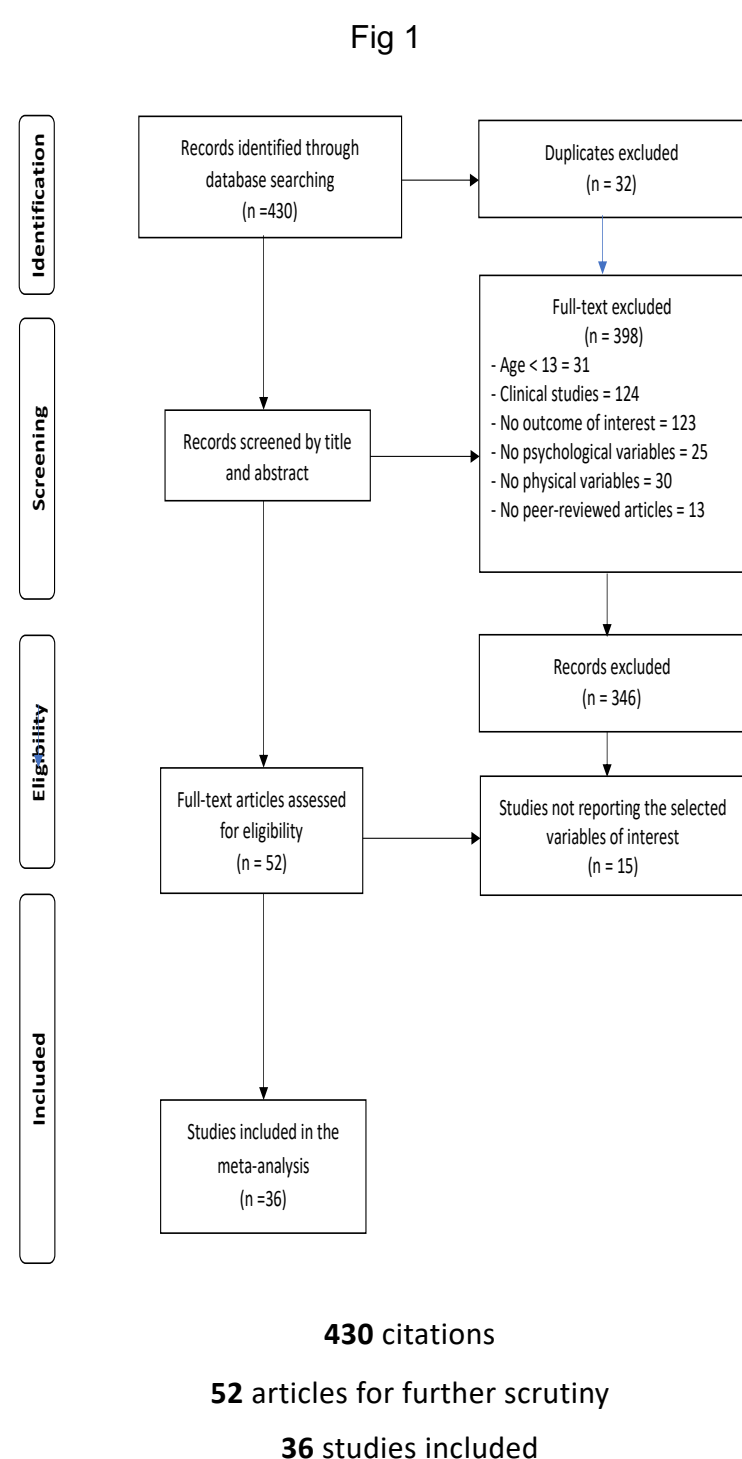 Fig 1
Identification
Records identified through
database searching
(n =430)
Duplicates excluded
(n = 32)
Screening
Full-text excluded
(n = 398)
- Age < 13 = 31
- Clinical studies = 124
- No outcome of interest = 123
- No psychological variables = 25
- No physical variables = 30
- No peer-reviewed articles = 13
Records screened by title
and abstract
Records excluded
(n = 346)
Eligibility
Full-text articles assessed
for eligibility
(n = 52)
Studies not reporting the selected
variables of interest
(n = 15)
Included
Studies included in the
meta-analysis
(n =36)
430 citations
52 articles for further scrutiny
36 studies included